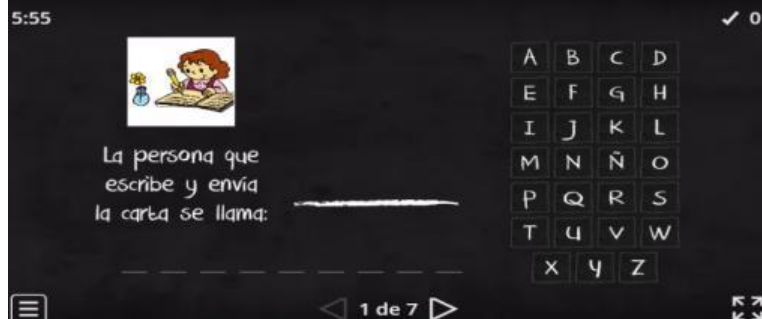 5:55
✓ 0
La persona que
escribe y envía
la carta se llama:
A B C D
E F G H
I J K L
M N Ñ O
P Q R S
T U V W
X Y Z
1 de 7